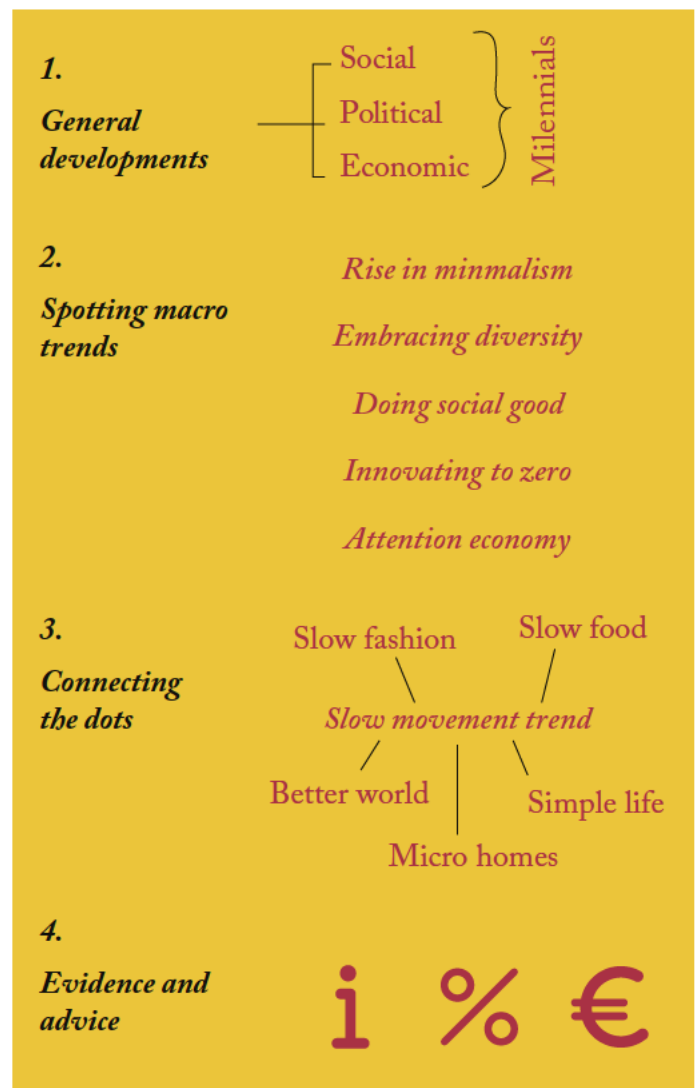 1.
General
developments
Social
Political
Economic
Milennials
2.
Spotting macro
trends
Rise in minmalism
Embracing diversity
Doing social good
Innovating to zero
Attention economy
3.
Connecting
the dots
Slow fashion
Slow food
Slow movement trend
Better world
Simple life
Micro homes
4.
Evidence and
advice
i % €